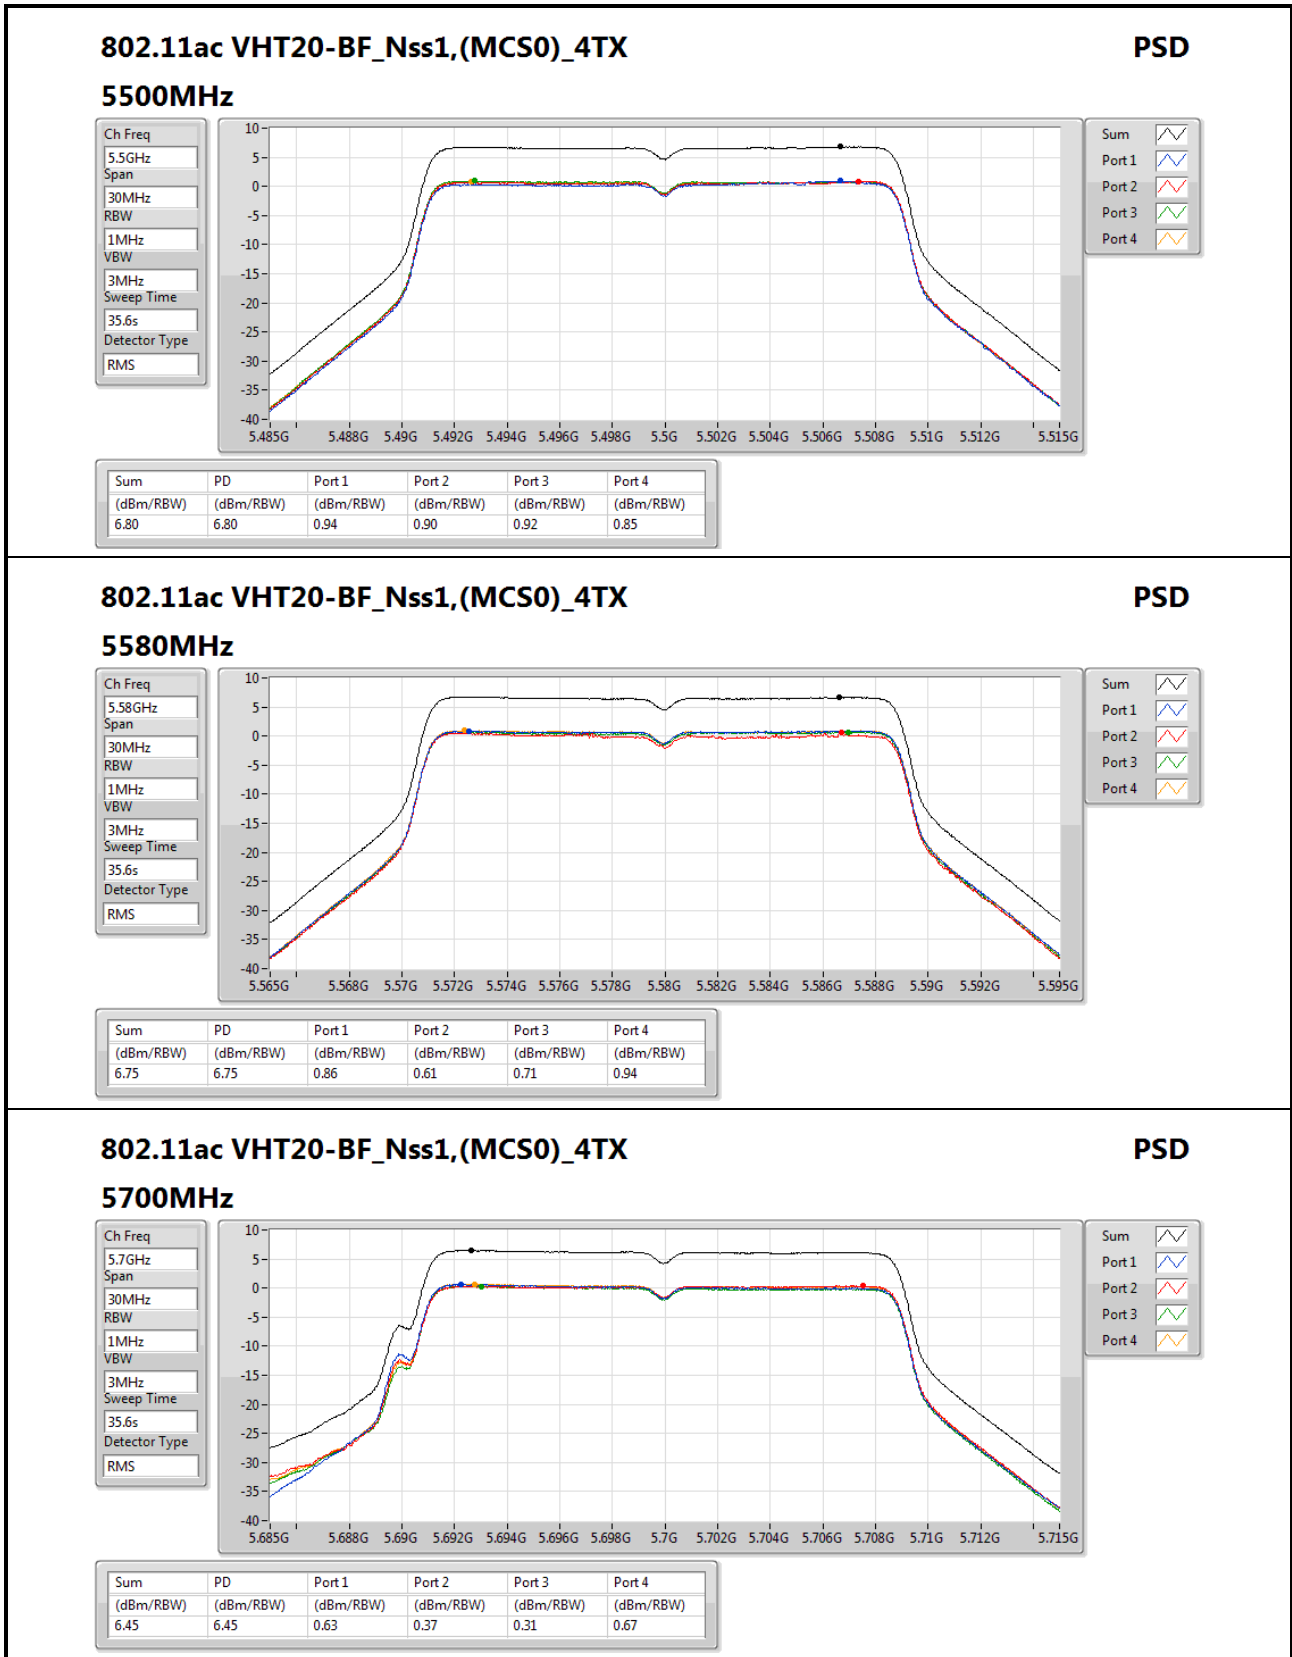 802.11ac VHT20-BF_Nss1,(MCS0)_4TX PSD
5500MHz
Ch Freq
5.5GHz
Span
30MHz
RBW
1MHz
VBW
3MHz
Sweep Time
35.6s
Detector Type
RMS
10
5
0
-5
-10
-15
-20
-25
-30
-35
-40
5.485G 5.488G 5.49G 5.492G 5.494G 5.496G 5.498G 5.5G 5.502G 5.504G 5.506G 5.508G 5.51G 5.512G 5.515G
Sum
Port 1
Port 2
Port 3
Port 4
Sum PD Port 1 Port 2 Port 3 Port 4
(dBm/RBW) (dBm/RBW) (dBm/RBW) (dBm/RBW) (dBm/RBW) (dBm/RBW)
6.80 6.80 0.94 0.90 0.92 0.85
802.11ac VHT20-BF_Nss1,(MCS0)_4TX PSD
5580MHz
Ch Freq
5.58GHz
Span
30MHz
RBW
1MHz
VBW
3MHz
Sweep Time
35.6s
Detector Type
RMS
10
5
0
-5
-10
-15
-20
-25
-30
-35
-40
5.565G 5.568G 5.57G 5.572G 5.574G 5.576G 5.578G 5.58G 5.582G 5.584G 5.586G 5.588G 5.59G 5.592G 5.595G
Sum
Port 1
Port 2
Port 3
Port 4
Sum PD Port 1 Port 2 Port 3 Port 4
(dBm/RBW) (dBm/RBW) (dBm/RBW) (dBm/RBW) (dBm/RBW) (dBm/RBW)
6.75 6.75 0.86 0.61 0.71 0.94
802.11ac VHT20-BF_Nss1,(MCS0)_4TX PSD
5700MHz
Ch Freq
5.7GHz
Span
30MHz
RBW
1MHz
VBW
3MHz
Sweep Time
35.6s
Detector Type
RMS
10
5
0
-5
-10
-15
-20
-25
-30
-35
-40
5.685G 5.688G 5.69G 5.692G 5.694G 5.696G 5.698G 5.7G 5.702G 5.704G 5.706G 5.708G 5.71G 5.712G 5.715G
Sum
Port 1
Port 2
Port 3
Port 4
Sum PD Port 1 Port 2 Port 3 Port 4
(dBm/RBW) (dBm/RBW) (dBm/RBW) (dBm/RBW) (dBm/RBW) (dBm/RBW)
6.45 6.45 0.63 0.37 0.31 0.67